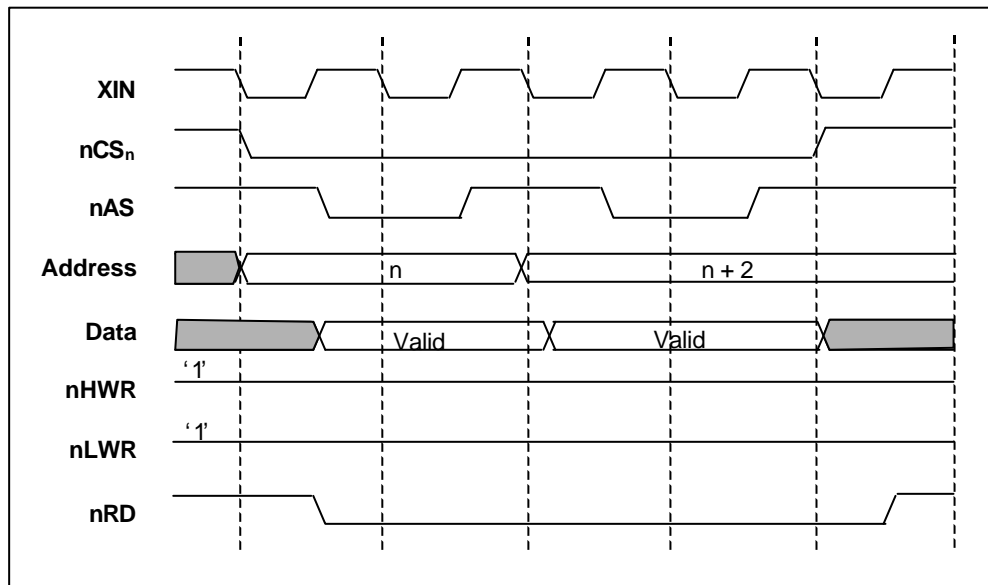 XIN
nCSn
nAS
Address n n + 2
Data Valid Valid
‘1’
nHWR
‘1’
nLWR
nRD